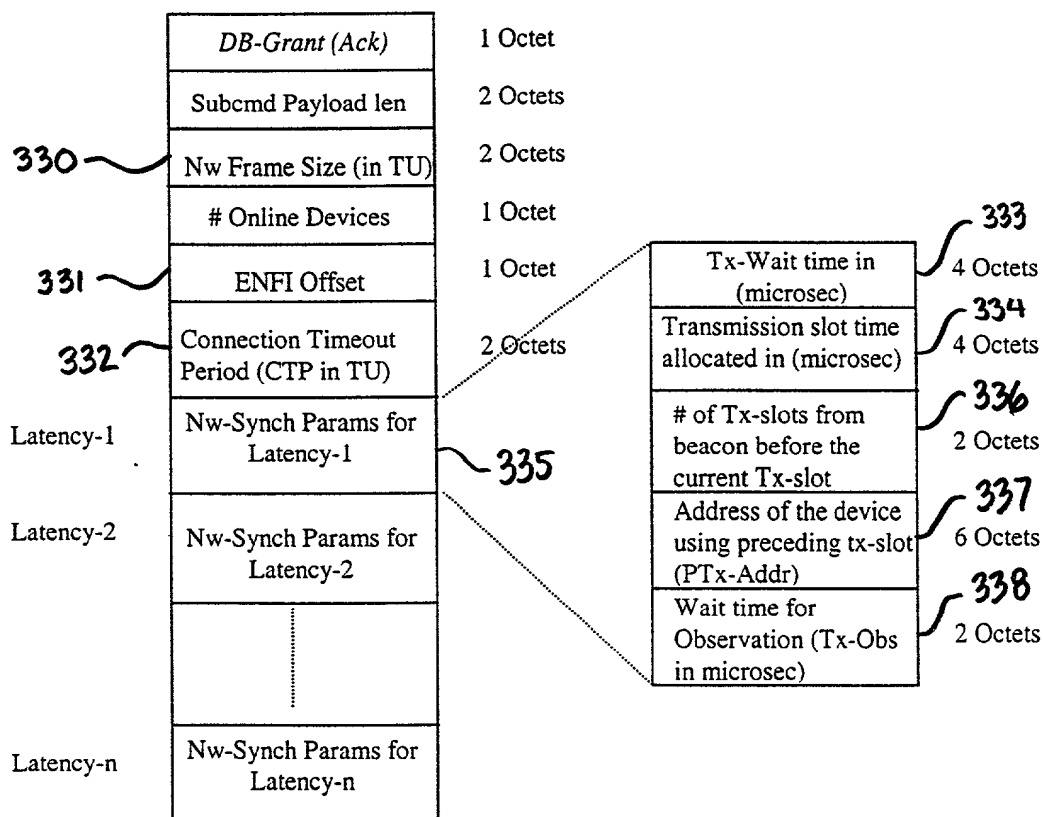 DB-Grant (Ack) 1 Octet
Subcmd Payload len 2 Octets
330 Nw Frame Size (in TU) 2 Octets
# Online Devices 1 Octet
331 ENFI Offset 1 Octet
332 Connection Timeout
Period (CTP in TU) 2 Octets
Latency-1 Nw-Synch Params for
Latency-1 335
Latency-2 Nw-Synch Params for
Latency-2
Latency-n Nw-Synch Params for
Latency-n
333
Tx-Wait time in
(microsec) 4 Octets
334
Transmission slot time
allocated in (microsec) 4 Octets
336
# of Tx-slots from
beacon before the
current Tx-slot 2 Octets
337
Address of the device
using preceding tx-slot
(PTx-Addr) 6 Octets
338
Wait time for
Observation (Tx-Obs
in microsec) 2 Octets